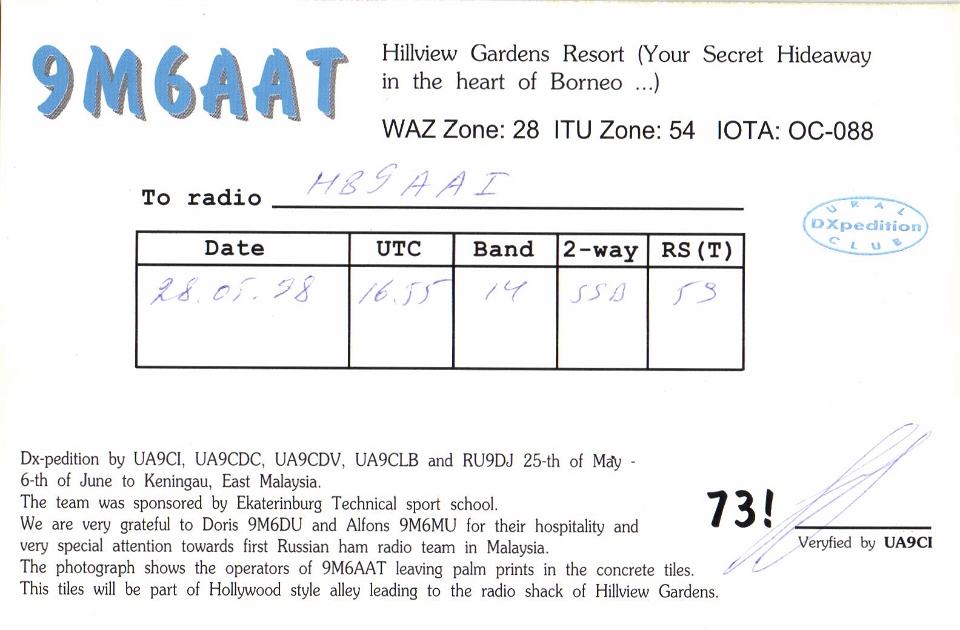 9M6AAT
Hillview Gardens Resort (Your Secret Hideaway
in the heart of Borneo ...)
WAZ Zone: 28 ITU Zone: 54 IOTA: OC-088
To radio HB9AAI
URAL
DXpedition
CLUB
Date UTC Band 2-way RS(T)
28.05.98 16.55 14 SSB 59
Dx-pedition by UA9CI, UA9CDC, UA9CDV, UA9CLB and RU9DJ 25-th of May -
6-th of June to Keningau, East Malaysia.
The team was sponsored by Ekaterinburg Technical sport school.
We are very grateful to Doris 9M6DU and Alfons 9M6MU for their hospitality and
very special attention towards first Russian ham radio team in Malaysia.
The photograph shows the operators of 9M6AAT leaving palm prints in the concrete tiles.
This tiles will be part of Hollywood style alley leading to the radio shack of Hillview Gardens.
73!
Veryfied by UA9CI